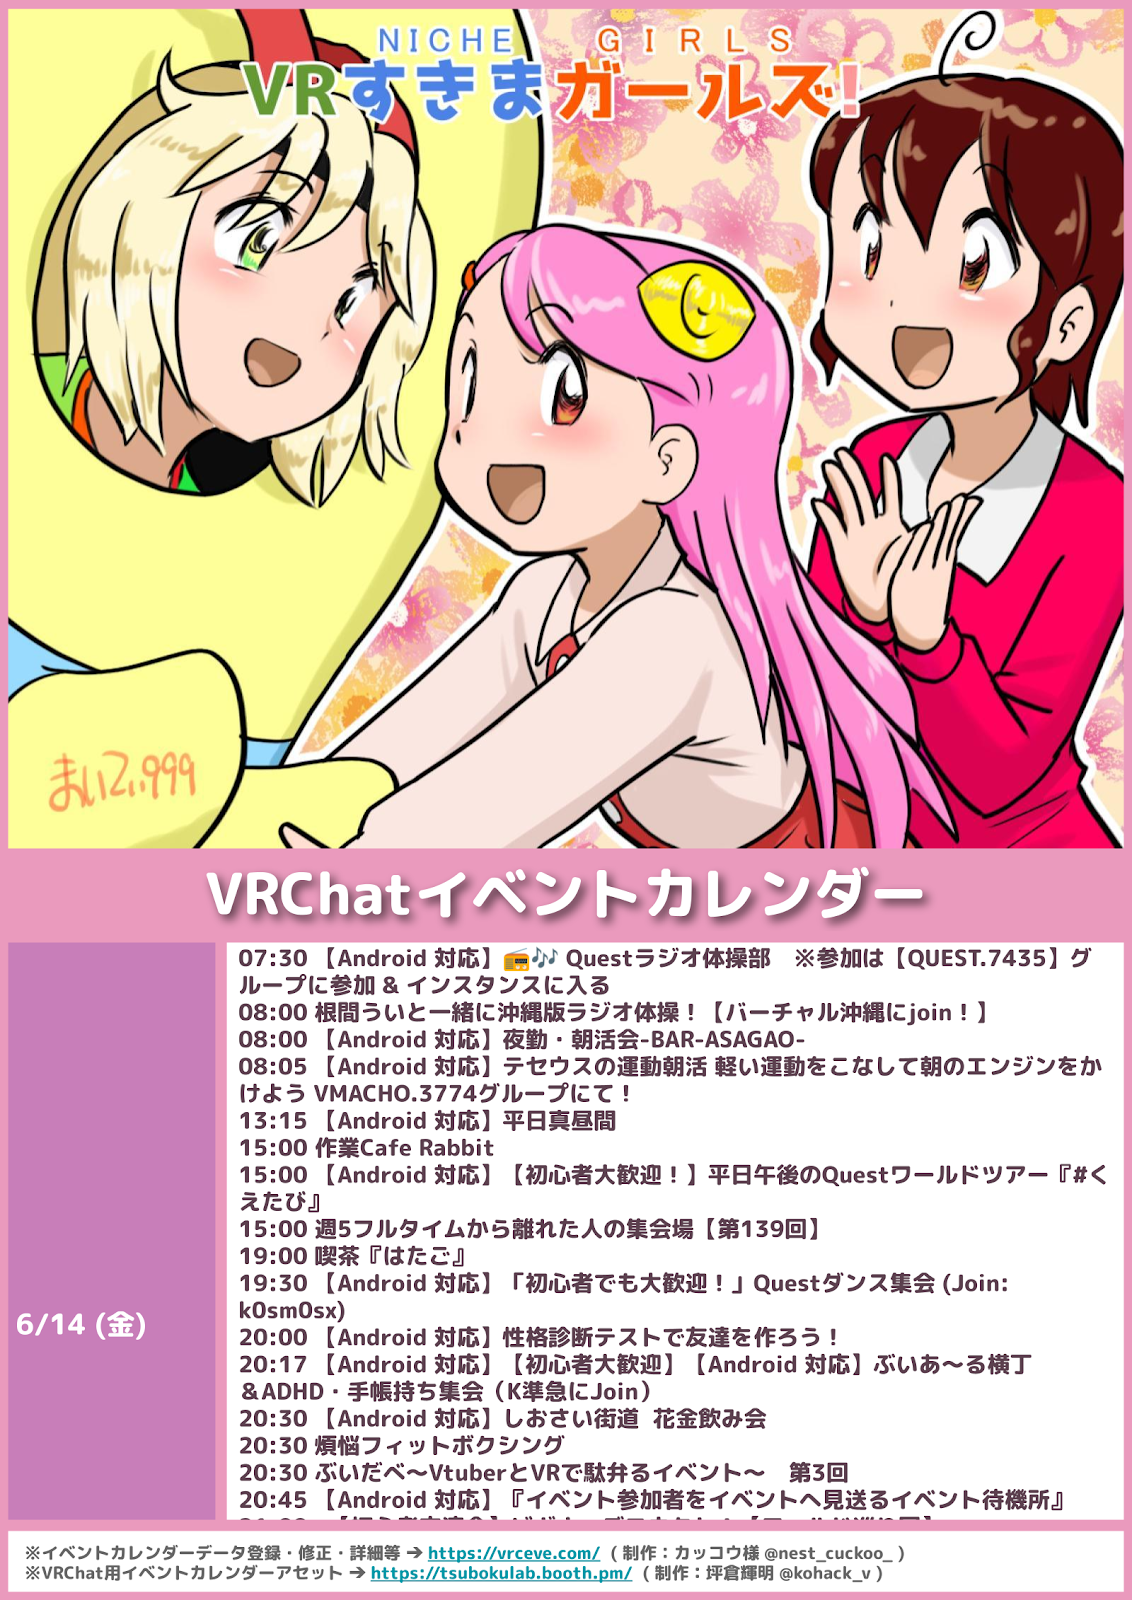 NICHE GIRLS
VRすきまガールズ!
まいてぃ999
VRChatイベントカレンダー
6/14 (金)
07:30 【Android 対応】📻🎶 Questラジオ体操部　※参加は【QUEST.7435】グ
ループに参加 & インスタンスに入る
08:00 根間ういと一緒に沖縄版ラジオ体操！【バーチャル沖縄にjoin！】
08:00 【Android 対応】夜勤・朝活会-BAR-ASAGAO-
08:05 【Android 対応】テセウスの運動朝活 軽い運動をこなして朝のエンジンをか
けよう VMACHO.3774グループにて！
13:15 【Android 対応】平日真昼間
15:00 作業Cafe Rabbit
15:00 【Android 対応】【初心者大歓迎！】平日午後のQuestワールドツアー『#く
えたび』
15:00 週5フルタイムから離れた人の集会場【第139回】
19:00 喫茶『はたご』
19:30 【Android 対応】「初心者でも大歓迎！」Questダンス集会 (Join:
k0sm0sx)
20:00 【Android 対応】性格診断テストで友達を作ろう！
20:17 【Android 対応】【初心者大歓迎】【Android 対応】ぶいあ～る横丁
＆ADHD・手帳持ち集会（K準急にJoin）
20:30 【Android 対応】しおさい街道 花金飲み会
20:30 煩悩フィットボクシング
20:30 ぶいだべ～VtuberとVRで駄弁るイベント～　第3回
20:45 【Android 対応】『イベント参加者をイベントへ見送るイベント待機所』
※イベントカレンダーデータ登録・修正・詳細等 ➔ https://vrceve.com/ ( 制作：カッコウ様 @nest_cuckoo_ )
※VRChat用イベントカレンダーアセット ➔ https://tsubokulab.booth.pm/ ( 制作：坪倉輝明 @kohack_v )